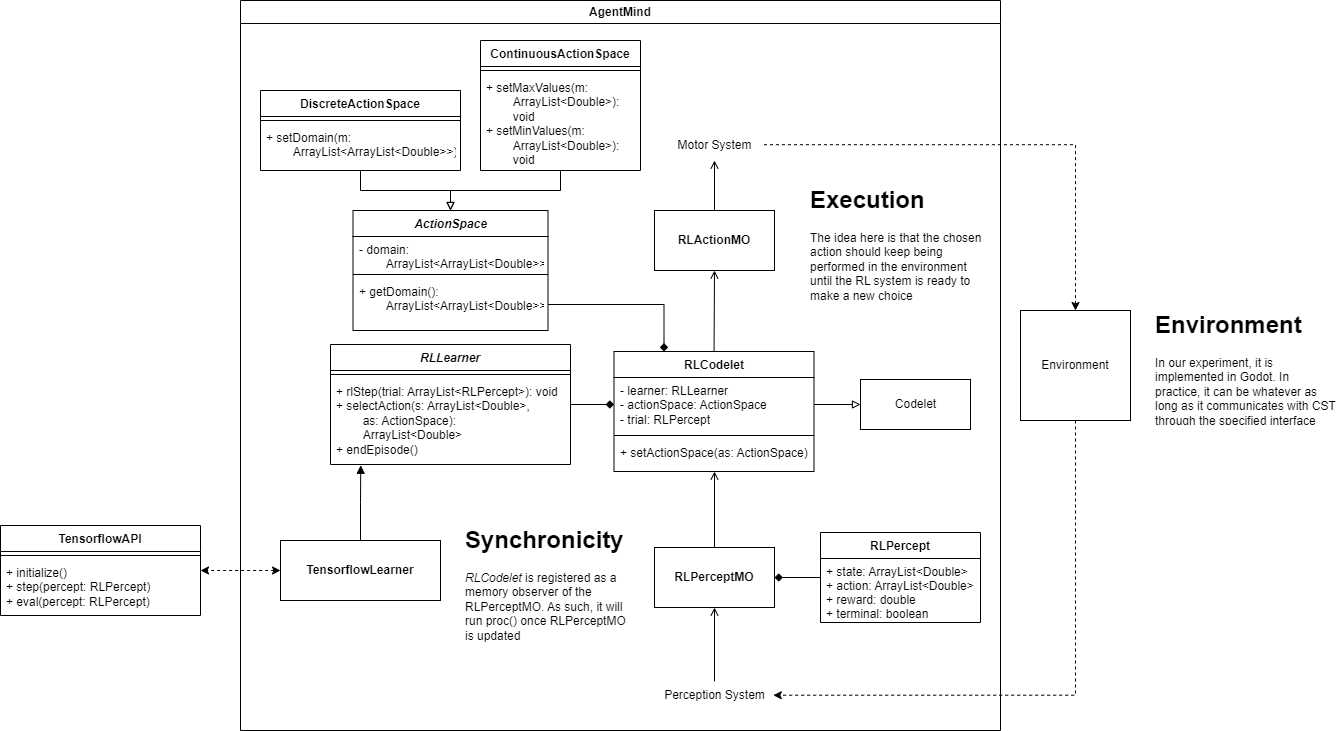 AgentMind
ContinuousActionSpace
+ setMaxValues(m:
ArrayList<Double>):
void
+ setMinValues(m:
ArrayList<Double>):
void
DiscreteActionSpace
+ setDomain(m:
ArrayList<ArrayList<Double>>)
ActionSpace
- domain:
ArrayList<ArrayList<Double>>
+ getDomain():
ArrayList<ArrayList<Double>>
Motor System
RLActionMO
Execution
The idea here is that the chosen
action should keep being
performed in the environment
until the RL system is ready to
make a new choice
Environment
Environment
In our experiment, it is
implemented in Godot. In
practice, it can be whatever as
long as it communicates with CST
through the specified interface
RLLearner
+ rlStep(trial: ArrayList<RLPercept>): void
+ selectAction(s: ArrayList<Double>,
as: ActionSpace):
ArrayList<Double>
+ endEpisode()
RLCodelet
- learner: RLLearner
- actionSpace: ActionSpace
- trial: RLPercept
+ setActionSpace(as: ActionSpace)
Codelet
TensorflowAPI
+ initialize()
+ step(percept: RLPercept)
+ eval(percept: RLPercept)
TensorflowLearner
Synchronicity
RLCodelet is registered as a
memory observer of the
RLPerceptMO. As such, it will
run proc() once RLPerceptMO
is updated
RLPerceptMO
RLPercept
+ state: ArrayList<Double>
+ action: ArrayList<Double>
+ reward: double
+ terminal: boolean
Perception System